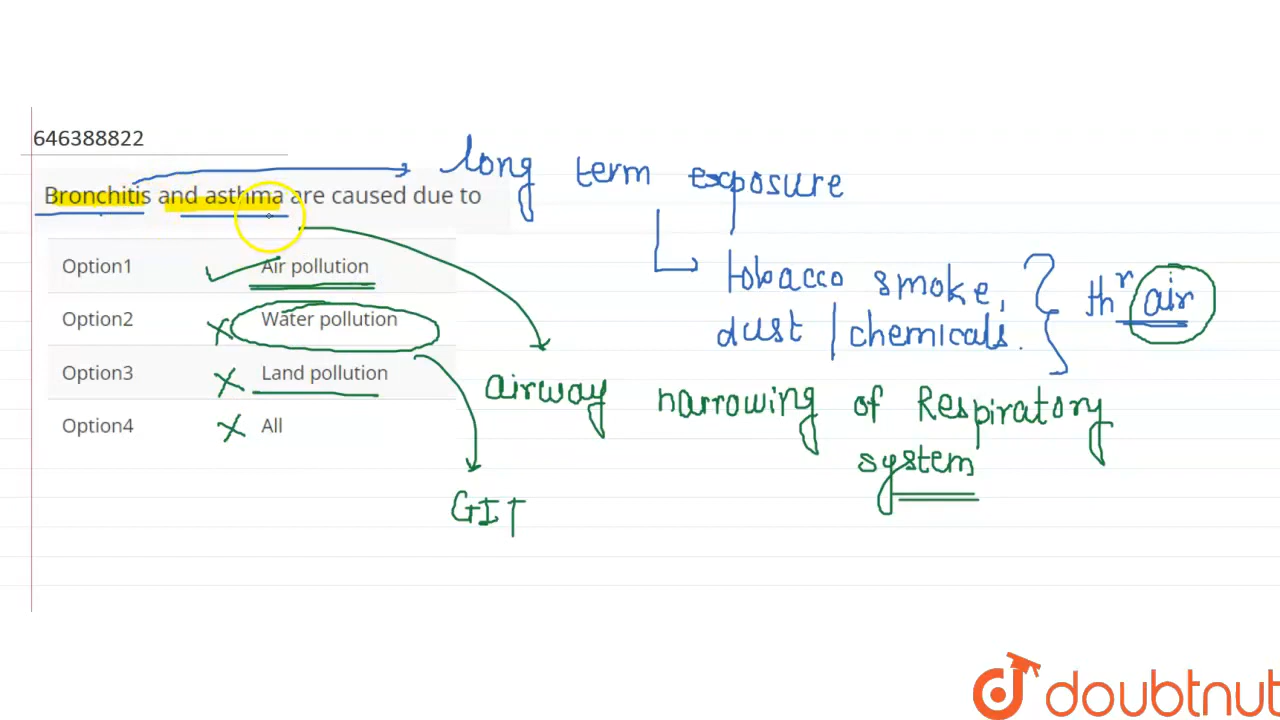 646388822
Bronchitis and asthma are caused due to
long term exposure
Option1 Air pollution
tobacco smoke,
dust / chemicals.
thr air
Option2 Water pollution
Option3 Land pollution
Option4 All
airway narrowing of Respiratory
system
GIT
doubtnut